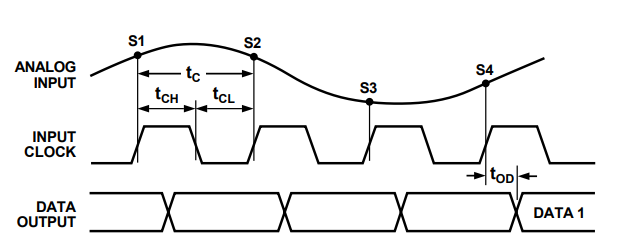 S1
S2
ANALOG
INPUT
tC
S3
S4
tCH
tCL
INPUT
CLOCK
tOD
DATA
OUTPUT
DATA 1